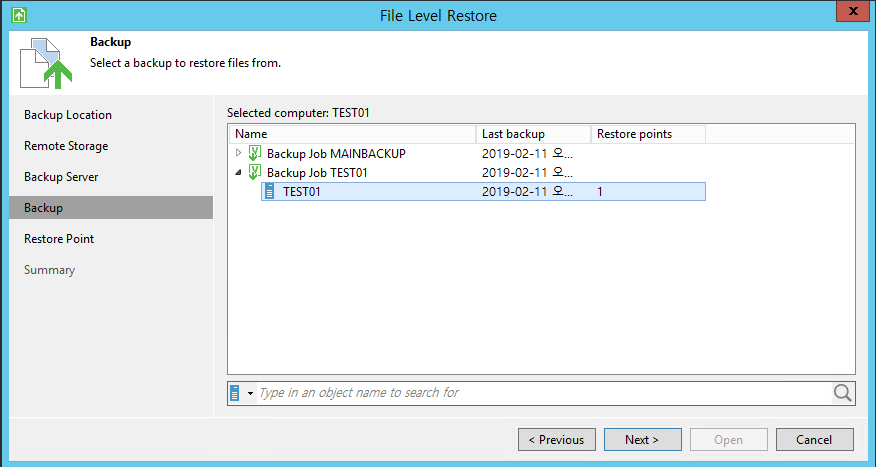 File Level Restore
x
Backup
Select a backup to restore files from.
Backup Location
Remote Storage
Backup Server
Backup
Restore Point
Summary
Selected computer: TEST01
Name Last backup Restore points
Backup Job MAINBACKUP 2019-02-11 오...
Backup Job TEST01 2019-02-11 오...
TEST01 2019-02-11 오... 1
Type in an object name to search for
< Previous Next > Open Cancel